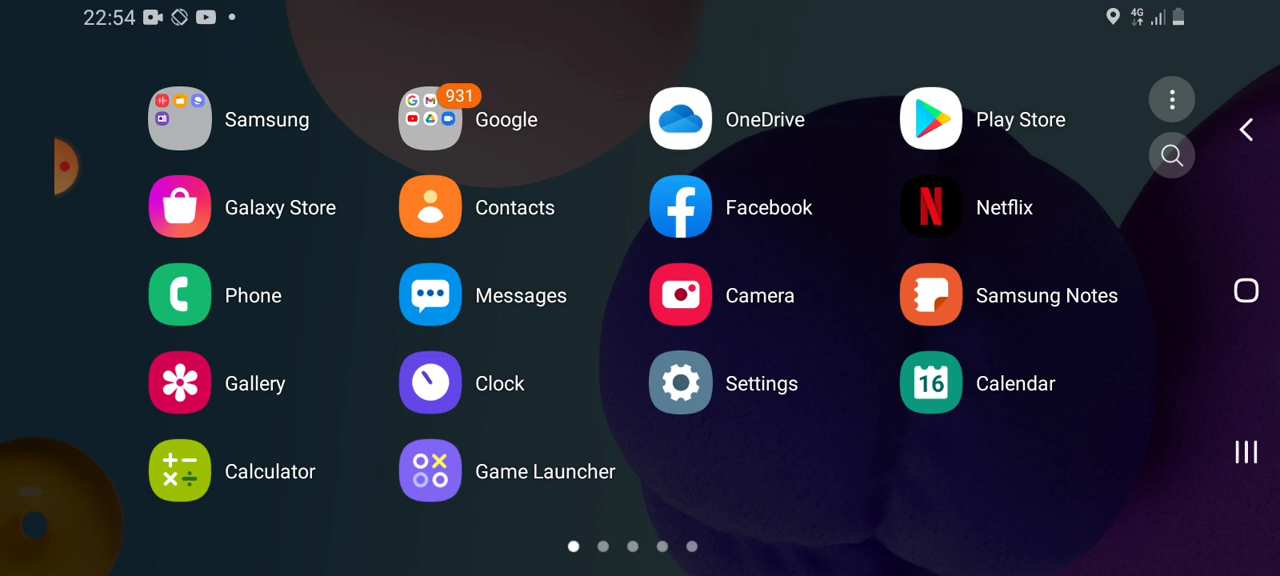 22:54
4G
Samsung
931
Google
OneDrive
Play Store
Galaxy Store
Contacts
Facebook
Netflix
Phone
Messages
Camera
Samsung Notes
Gallery
Clock
Settings
16
Calendar
Calculator
Game Launcher